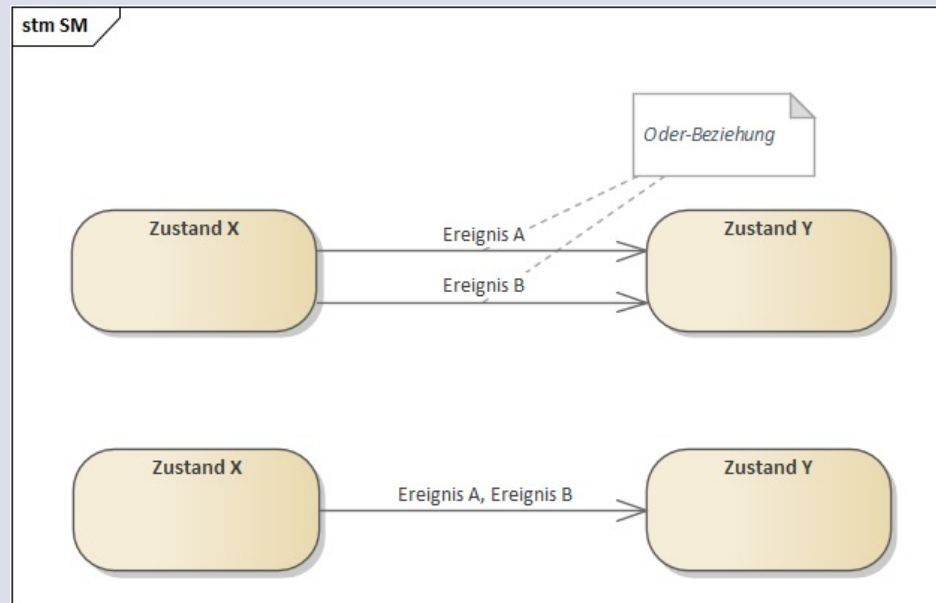 stm SM
Oder-Beziehung
Zustand X
Ereignis A
Zustand Y
Ereignis B
Zustand X
Ereignis A, Ereignis B
Zustand Y